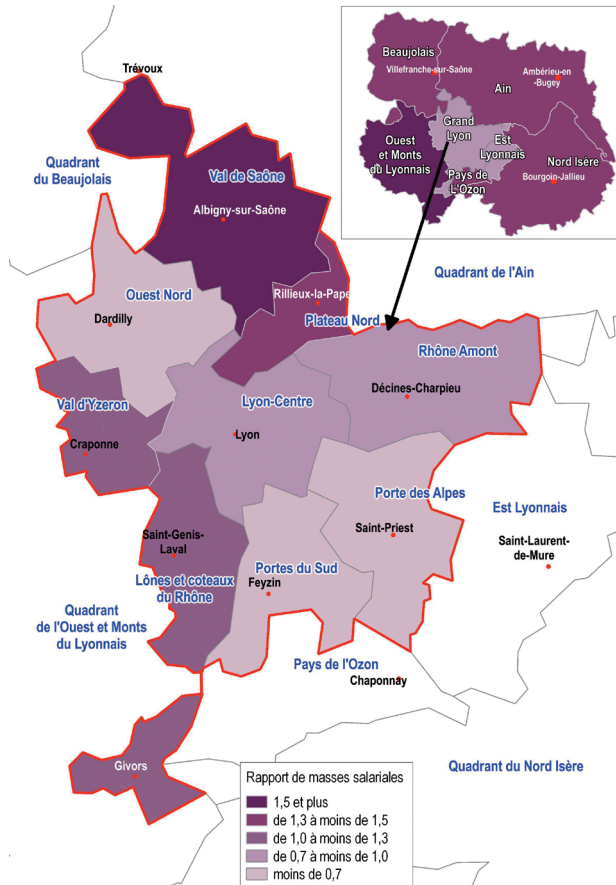 Beaujolais
Villefranche-sur-Saône
Ain
Ambérieu-en
-Bugey
Grand
Lyon
Ouest
et Monts
du Lyonnais
Est
Lyonnais
Nord Isère
Bourgoin-Jallieu
Pays de
L'Ozon
Trévoux
Quadrant
du Beaujolais
Val de Saône
Albigny-sur-Saône
Quadrant de l'Ain
Ouest Nord
Dardilly
Rillieux-la-Pape
Plateau Nord
Rhône Amont
Décines-Charpieu
Val d'Yzeron
Craponne
Lyon-Centre
Lyon
Porte des Alpes
Saint-Priest
Est Lyonnais
Saint-Laurent-
de-Mure
Saint-Genis-
Laval
Lônes et coteaux
du Rhône
Portes du Sud
Feyzin
Quadrant
de l'Ouest et Monts
du Lyonnais
Pays de l'Ozon
Chaponnay
Givors
Quadrant du Nord Isère
Rapport de masses salariales
1,5 et plus
de 1,3 à moins de 1,5
de 1,0 à moins de 1,3
de 0,7 à moins de 1,0
moins de 0,7